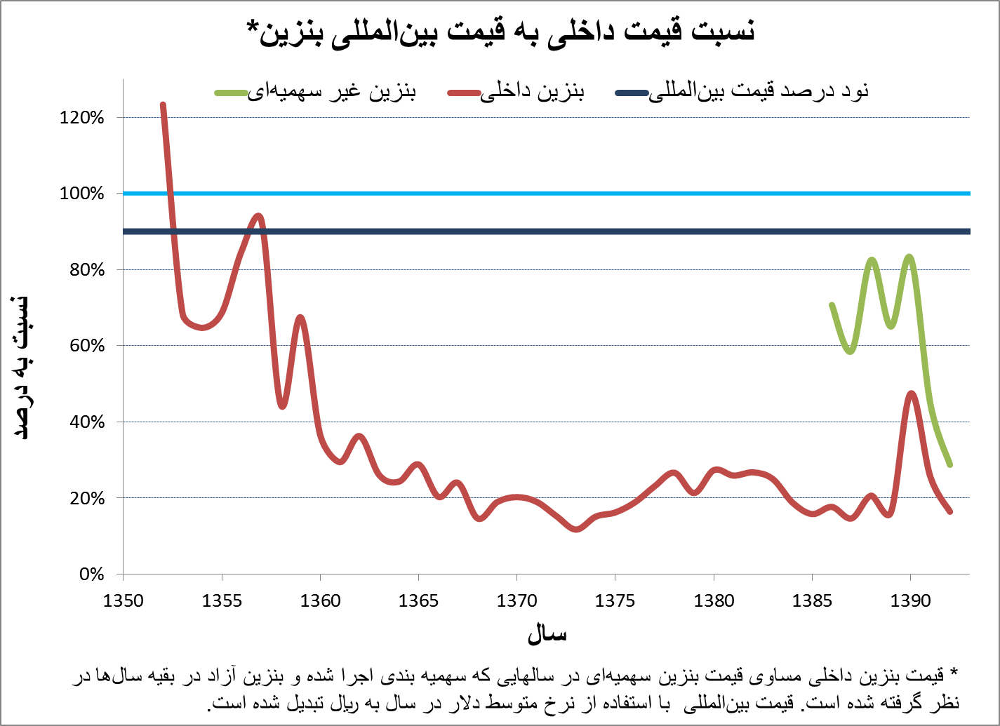 نسبت قیمت داخلی به قیمت بین‌المللی بنزین*
نود درصد قیمت بین‌المللی
بنزین داخلی
بنزین غیر سهمیه‌ای
120%
100%
80%
60%
40%
20%
0%
نسبت به درصد
1350 1355 1360 1365 1370 1375 1380 1385 1390
سال
* قیمت بنزین داخلی مساوی قیمت بنزین سهمیه‌ای در سالهایی که سهمیه بندی اجرا شده و بنزین آزاد در بقیه سال‌ها در
نظر گرفته شده است. قیمت بین‌المللی با استفاده از نرخ متوسط دلار در سال به ریال تبدیل شده است.